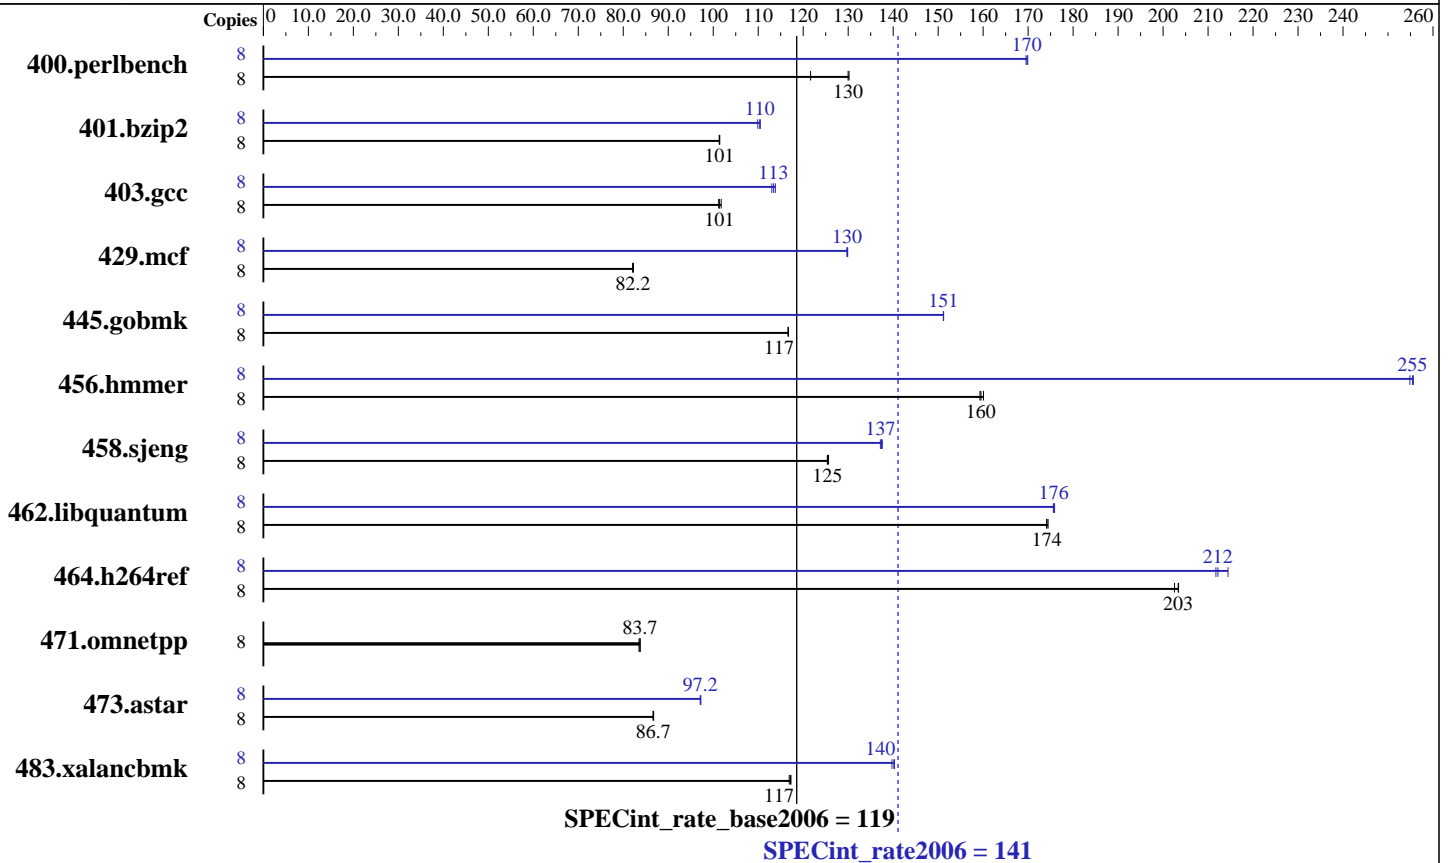 Copies 0 10.0 20.0 30.0 40.0 50.0 60.0 70.0 80.0 90.0 100 110 120 130 140 150 160 170 180 190 200 210 220 230 240 260
400.perlbench 8 170
8 130
401.bzip2 8 110
8 101
403.gcc 8 113
8 101
429.mcf 8 130
8 82.2
445.gobmk 8 151
8 117
456.hmmer 8 255
8 160
458.sjeng 8 137
8 125
462.libquantum 8 176
8 174
464.h264ref 8 212
8 203
471.omnetpp 8 83.7
473.astar 8 97.2
8 86.7
483.xalancbmk 8 140
8 117
SPECint_rate_base2006 = 119
SPECint_rate2006 = 141